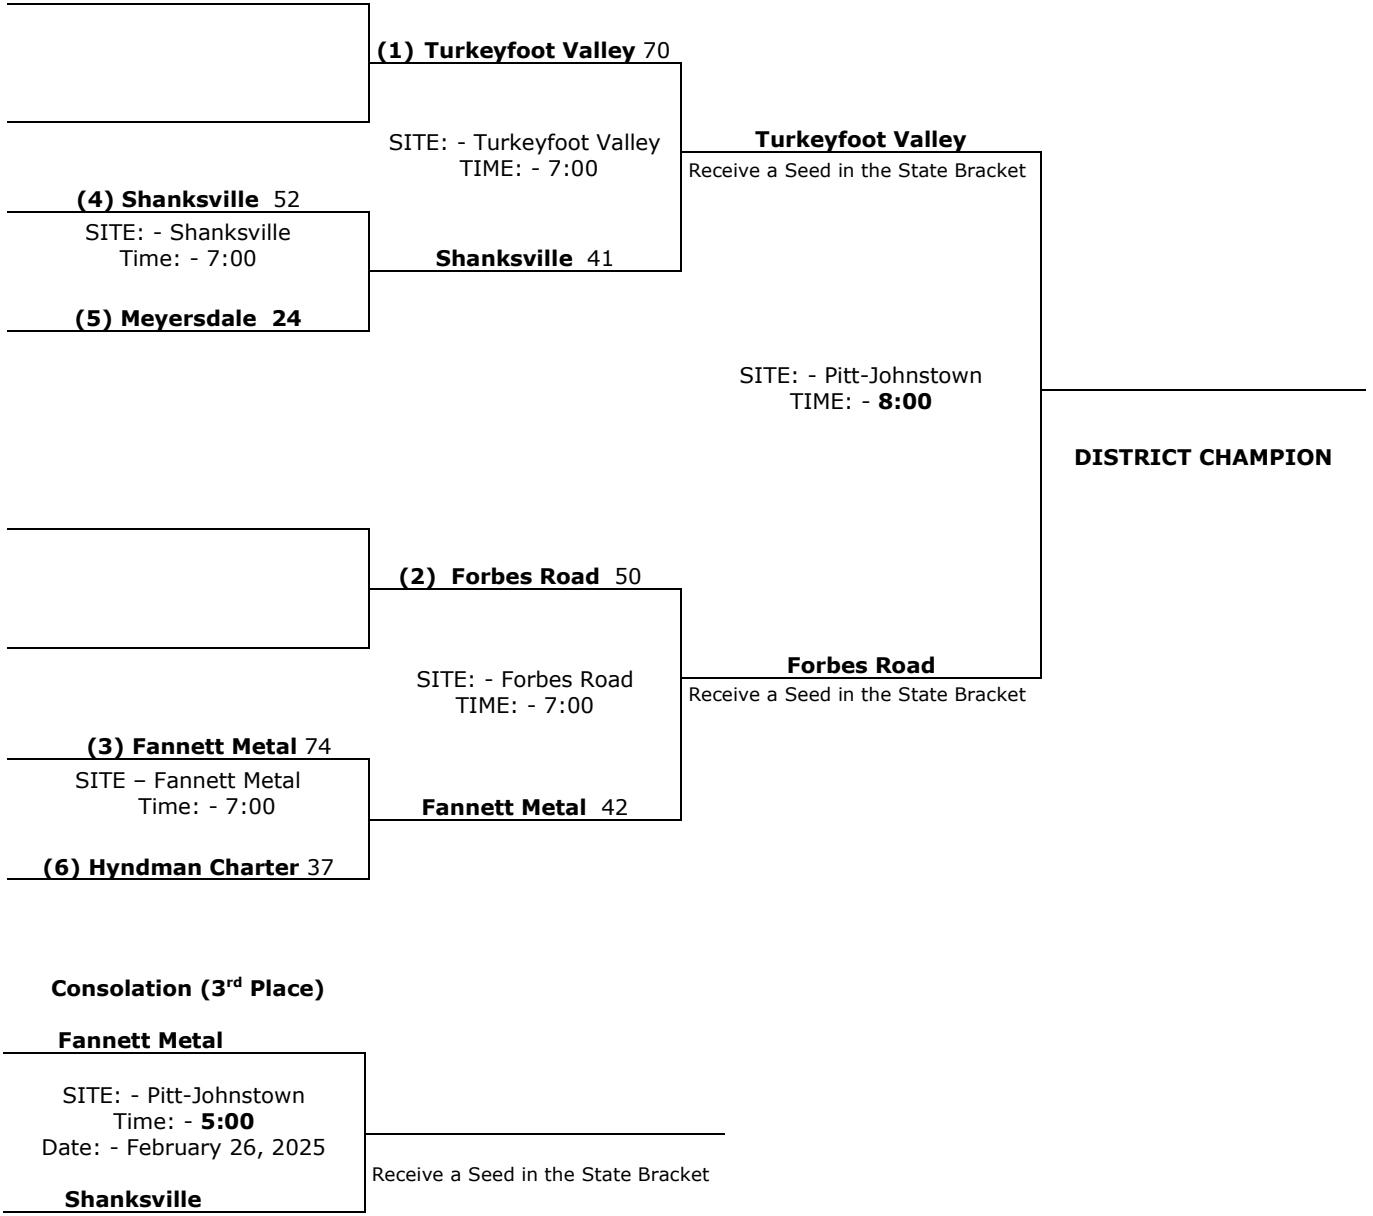 (1) Turkeyfoot Valley 70
SITE: - Turkeyfoot Valley
TIME: - 7:00
Turkeyfoot Valley
Receive a Seed in the State Bracket
(4) Shanksville 52
SITE: - Shanksville
Time: - 7:00
Shanksville 41
(5) Meyersdale 24
SITE: - Pitt-Johnstown
TIME: - 8:00
DISTRICT CHAMPION
(2) Forbes Road 50
SITE: - Forbes Road
TIME: - 7:00
Forbes Road
Receive a Seed in the State Bracket
(3) Fannett Metal 74
SITE – Fannett Metal
Time: - 7:00
Fannett Metal 42
(6) Hyndman Charter 37
Consolation (3rd Place)
Fannett Metal
SITE: - Pitt-Johnstown
Time: - 5:00
Date: - February 26, 2025
Receive a Seed in the State Bracket
Shanksville